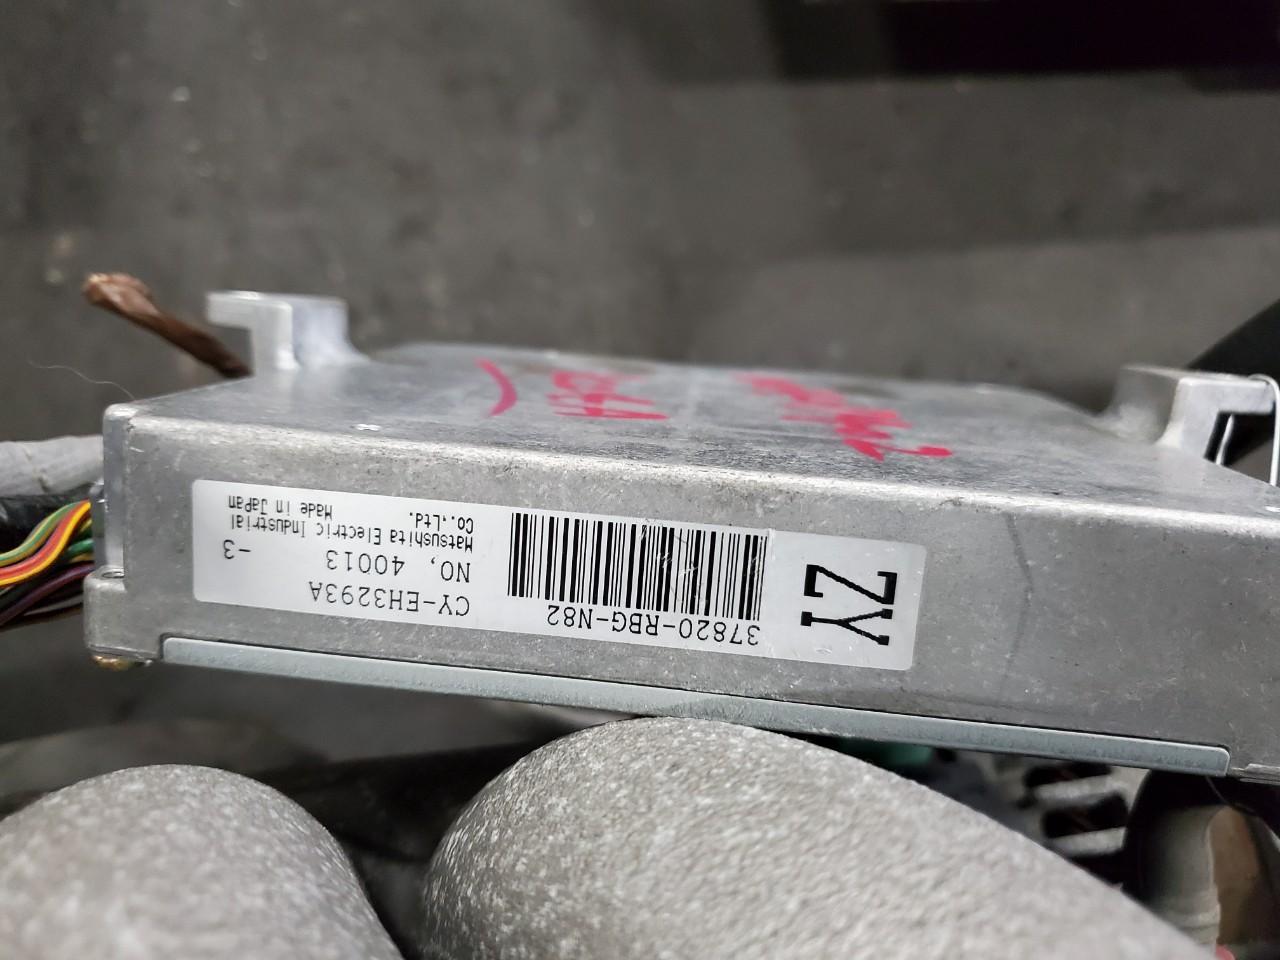 ZY
37820-RBG-N82
CY-EH3293A
NO, 40013 -3
Matsushita Electric Industrial
Co.,Ltd. Made in Japan